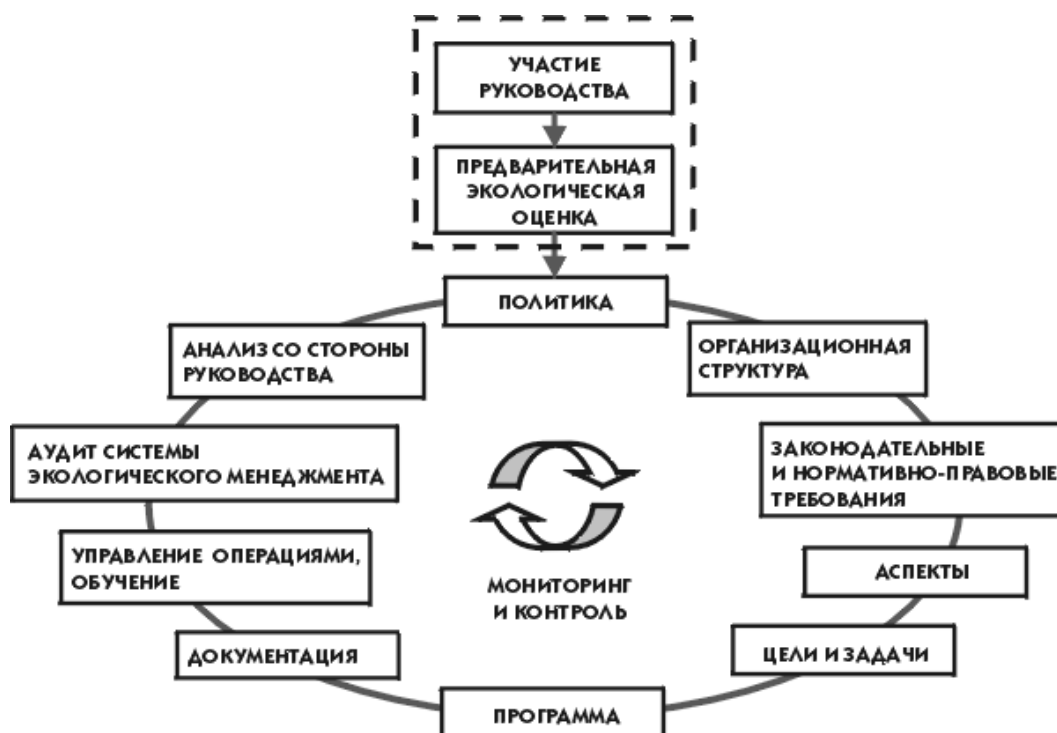 УЧАСТИЕ
РУКОВОДСТВА
ПРЕДВАРИТЕЛЬНАЯ
ЭКОЛОГИЧЕСКАЯ
ОЦЕНКА
ПОЛИТИКА
ОРГАНИЗАЦИОННАЯ
СТРУКТУРА
ЗАКОНОДАТЕЛЬНЫЕ
И НОРМАТИВНО-ПРАВОВЫЕ
ТРЕБОВАНИЯ
АСПЕКТЫ
ЦЕЛИ И ЗАДАЧИ
ПРОГРАММА
ДОКУМЕНТАЦИЯ
УПРАВЛЕНИЕ ОПЕРАЦИЯМИ,
ОБУЧЕНИЕ
АУДИТ СИСТЕМЫ
ЭКОЛОГИЧЕСКОГО МЕНЕДЖМЕНТА
АНАЛИЗ СО СТОРОНЫ
РУКОВОДСТВА
МОНИТОРИНГ
И КОНТРОЛЬ